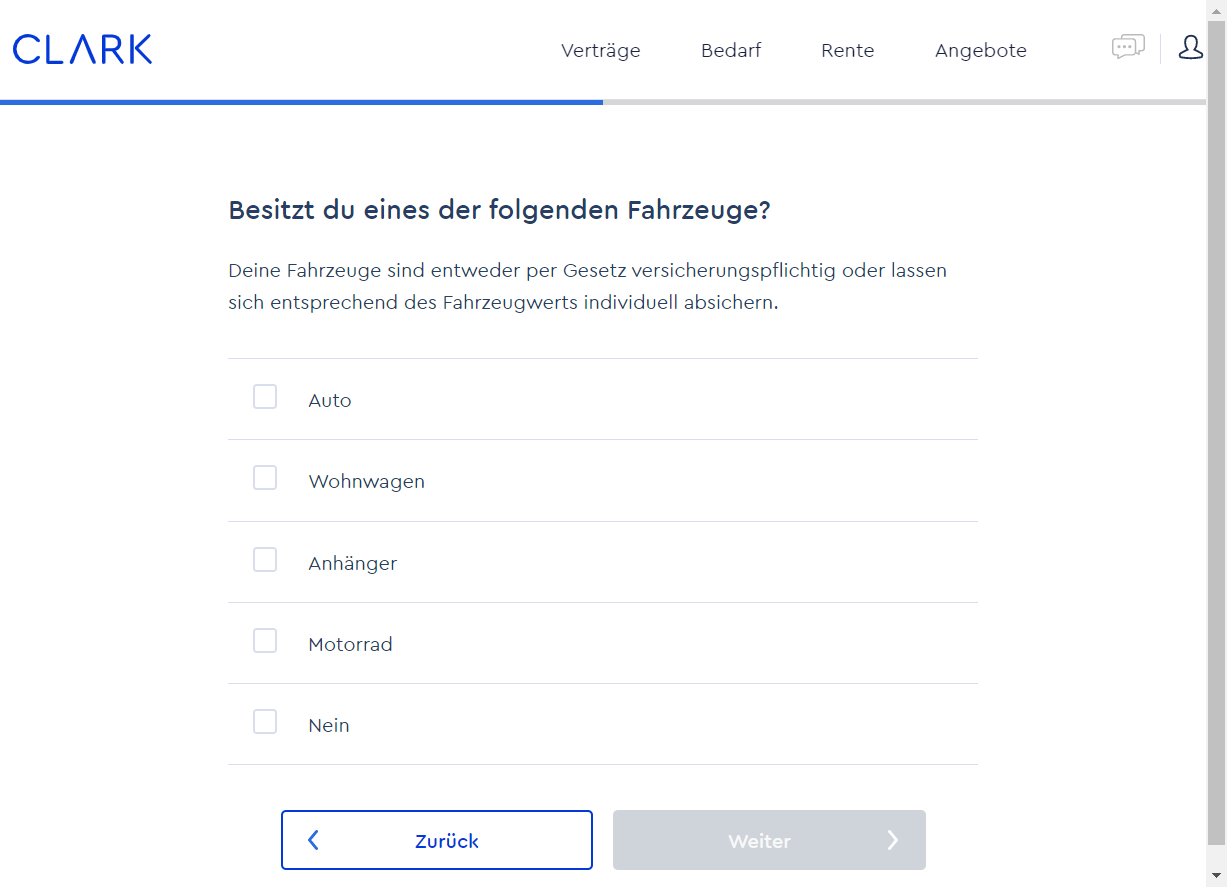 CLARK
Verträge Bedarf Rente Angebote
Besitzt du eines der folgenden Fahrzeuge?
Deine Fahrzeuge sind entweder per Gesetz versicherungspflichtig oder lassen
sich entsprechend des Fahrzeugwerts individuell absichern.
Auto
Wohnwagen
Anhänger
Motorrad
Nein
Zurück Weiter